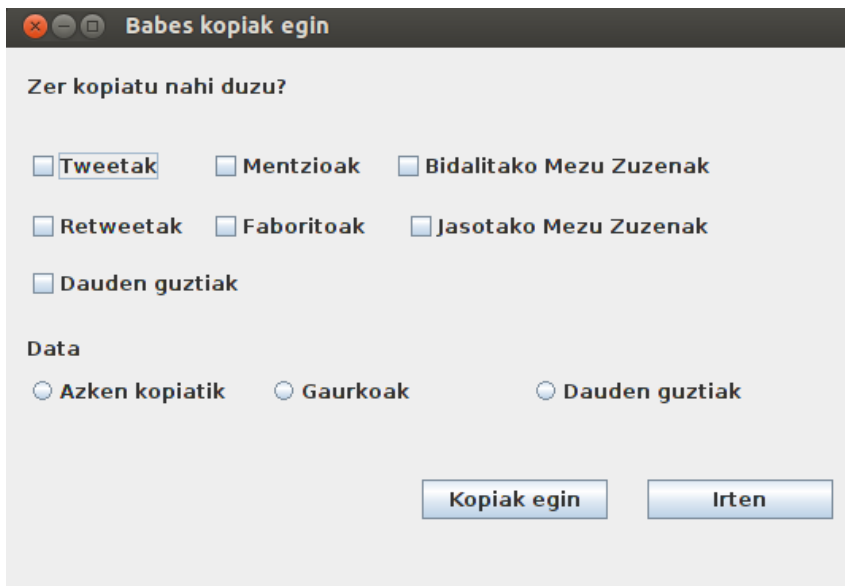 Babes kopiak egin
Zer kopiatu nahi duzu?
Tweetak Mentzioak Bidalitako Mezu Zuzenak
Retweetak Faboritoak Jasotako Mezu Zuzenak
Dauden guztiak
Data
Azken kopiatik Gaurkoak Dauden guztiak
Kopiak egin Irten